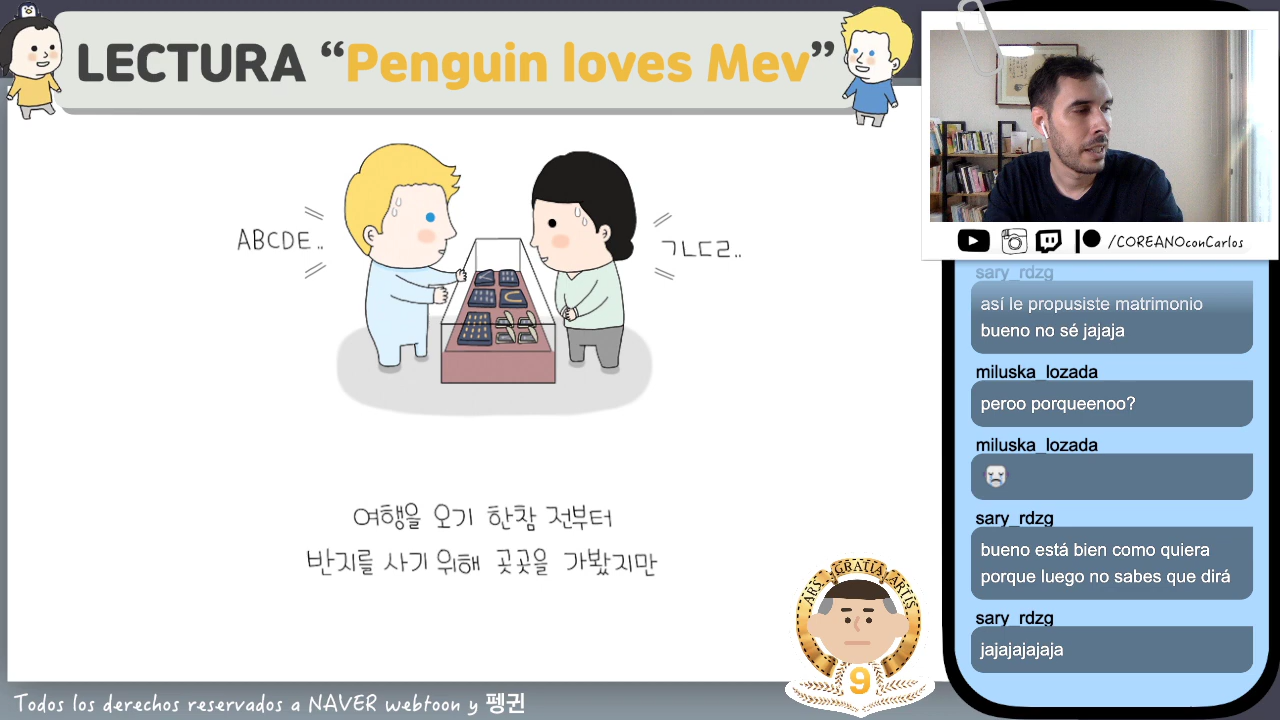 LECTURA “Penguin loves Mev”
ABCDE..
ㄱㄴㄷㄹ..
여행을 오기 한참 전부터
반지를 사기 위해 곳곳을 가봤지만
ARS GRATIA ARTIS
9
Todos los derechos reservados a NAVER webtoon y 펭귄
/COREANOconCarlos
sary_rdzg
así le propusiste matrimonio
bueno no sé jajaja
miluska_lozada
peroo porqueenoo?
miluska_lozada
sary_rdzg
bueno está bien como quiera
porque luego no sabes que dirá
sary_rdzg
jajajajajaja